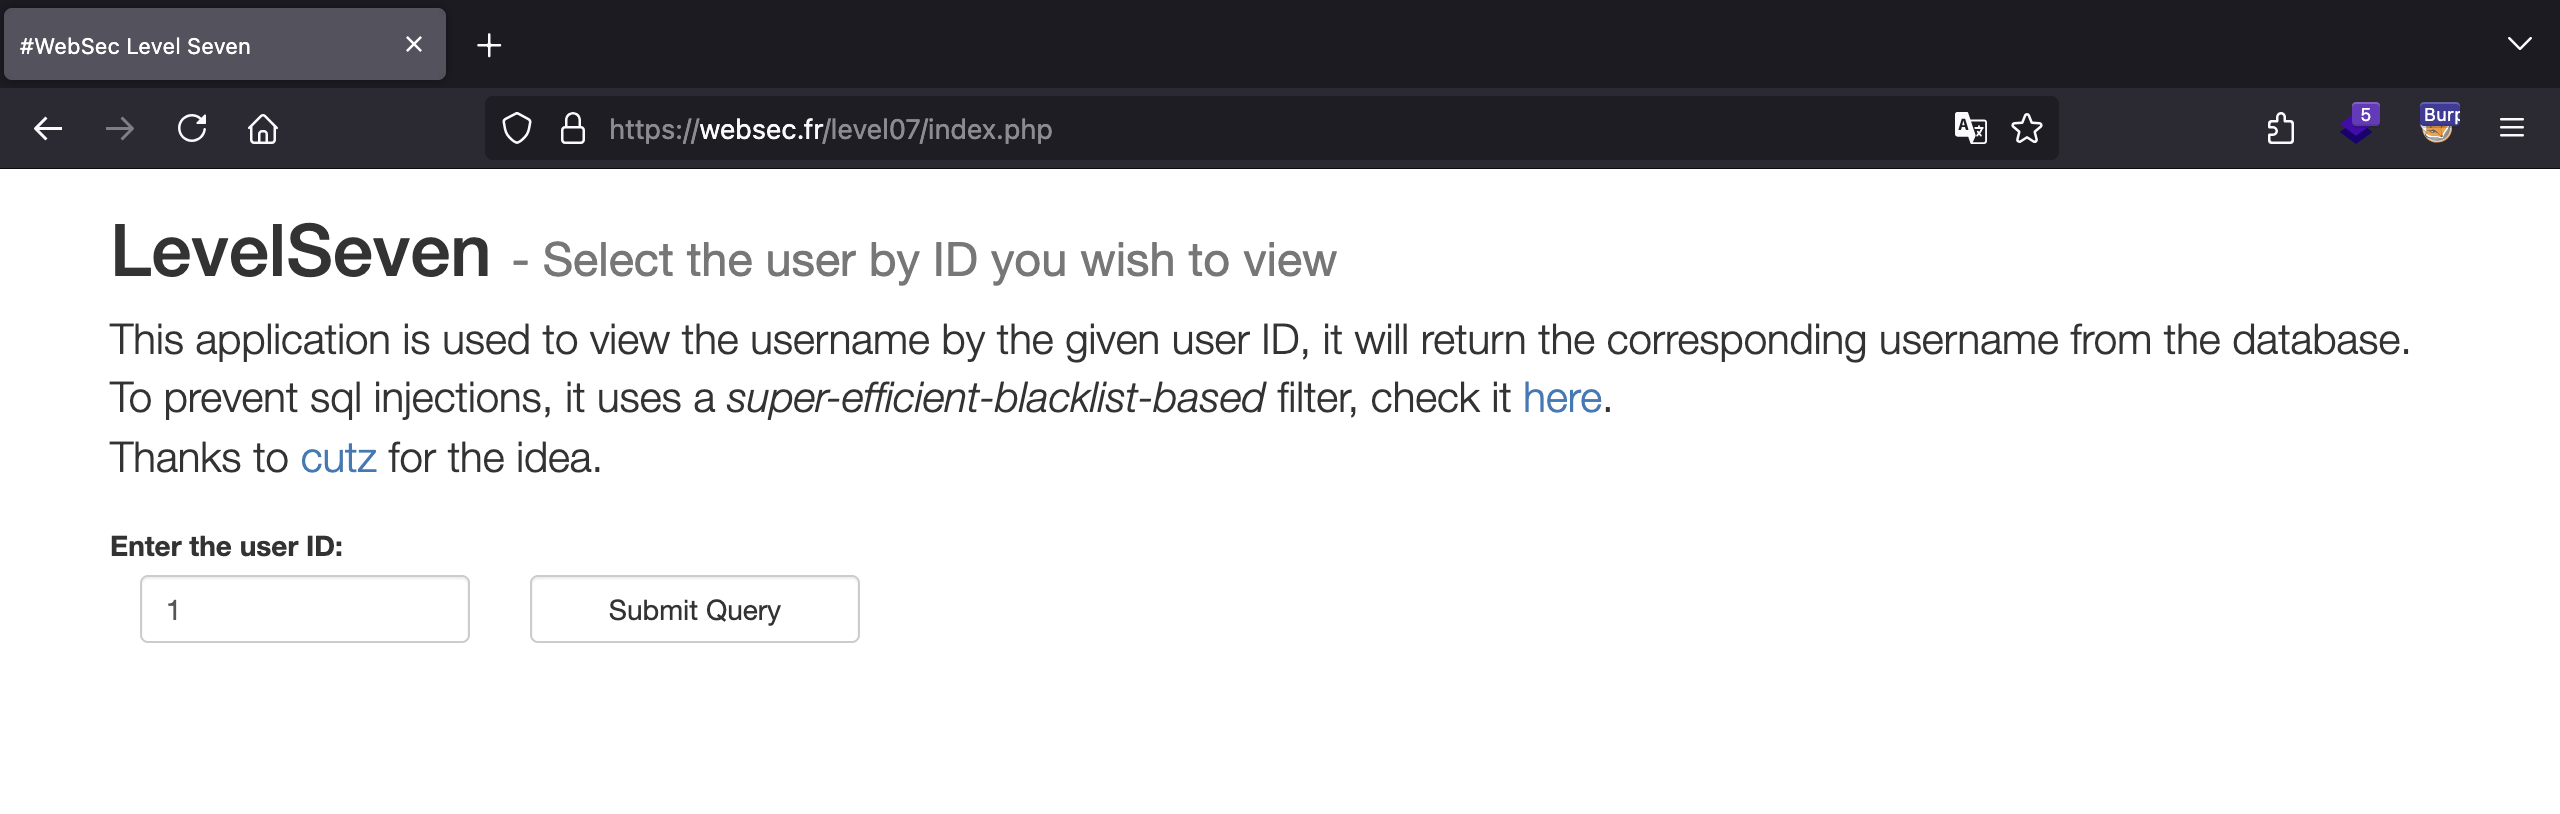 #WebSec Level Seven
https://websec.fr/level07/index.php
5
Burp
LevelSeven - Select the user by ID you wish to view
This application is used to view the username by the given user ID, it will return the corresponding username from the database.
To prevent sql injections, it uses a super-efficient-blacklist-based filter, check it here.
Thanks to cutz for the idea.
Enter the user ID:
1
Submit Query